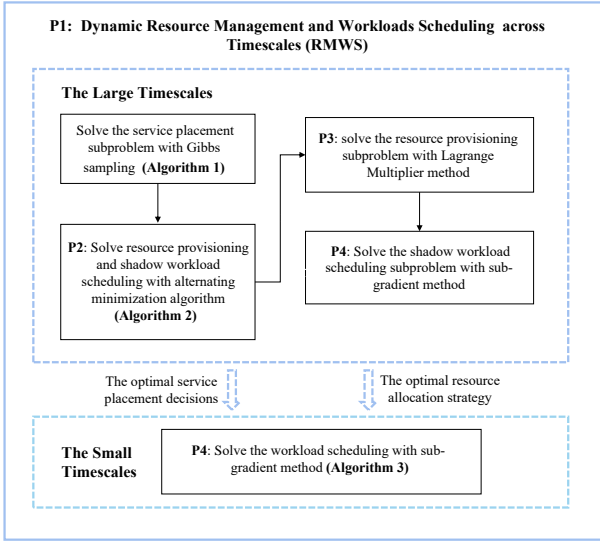 P1: Dynamic Resource Management and Workloads Scheduling across
Timescales (RMWS)
The Large Timescales
Solve the service placement
subproblem with Gibbs
sampling (Algorithm 1)
P2: Solve resource provisioning
and shadow workload
scheduling with alternating
minimization algorithm
(Algorithm 2)
P3: solve the resource provisioning
subproblem with Lagrange
Multiplier method
P4: Solve the shadow workload
scheduling subproblem with sub-
gradient method
The optimal service
placement decisions
The optimal resource
allocation strategy
The Small
Timescales
P4: Solve the workload scheduling with sub-
gradient method (Algorithm 3)